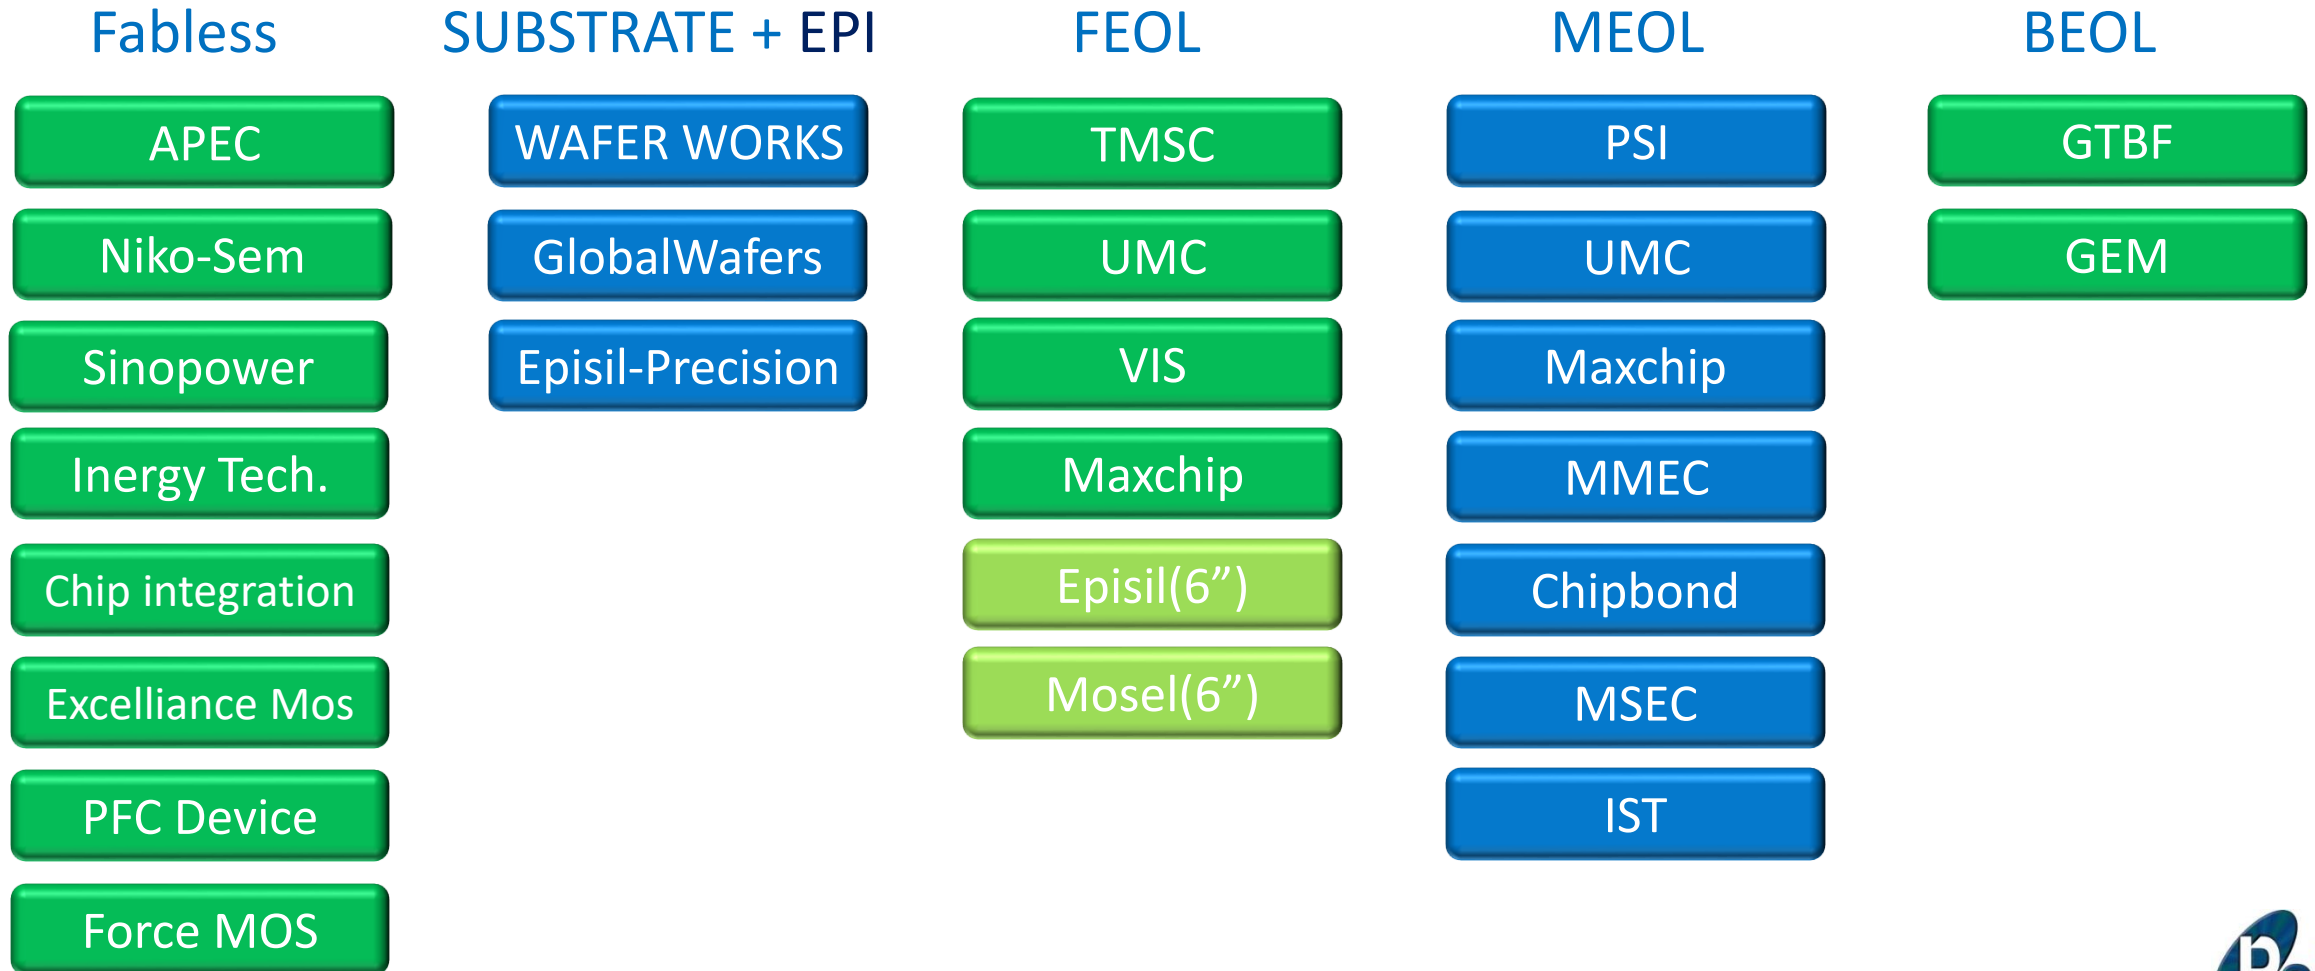 Fabless
APEC
Niko-Sem
Sinopower
Inergy Tech.
Chip integration
Excelliance Mos
PFC Device
Force MOS
SUBSTRATE + EPI
WAFER WORKS
GlobalWafers
Episil-Precision
FEOL
TMSC
UMC
VIS
Maxchip
Episil(6”)
Mosel(6”)
MEOL
PSI
UMC
Maxchip
MMEC
Chipbond
MSEC
IST
BEOL
GTBF
GEM